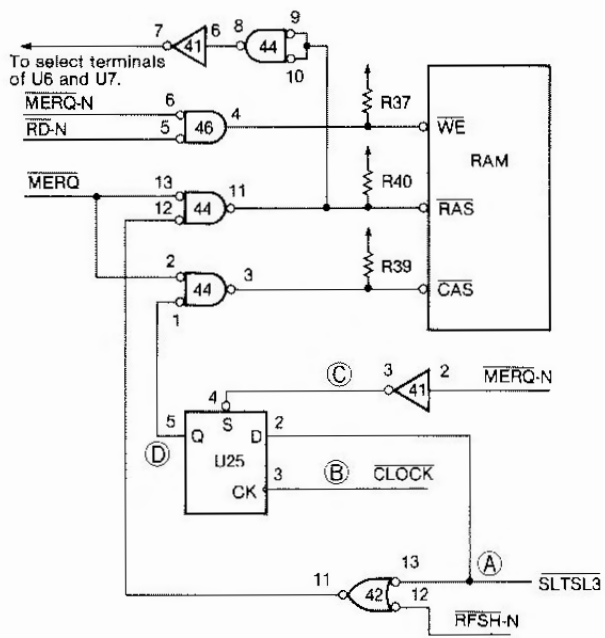 7
41
6
8
44
9
10
To select terminals
of U6 and U7.
MERQ-N
6
RD-N
5
46
4
R37
WE
RAM
MERQ
13
12
44
11
R40
RAS
2
1
44
3
R39
CAS
C
3
41
2
MERQ-N
4
S
5
Q
D
2
D
U25
3
B
CLOCK
CK
11
42
13
A
12
SLTSL3
RFSH-N